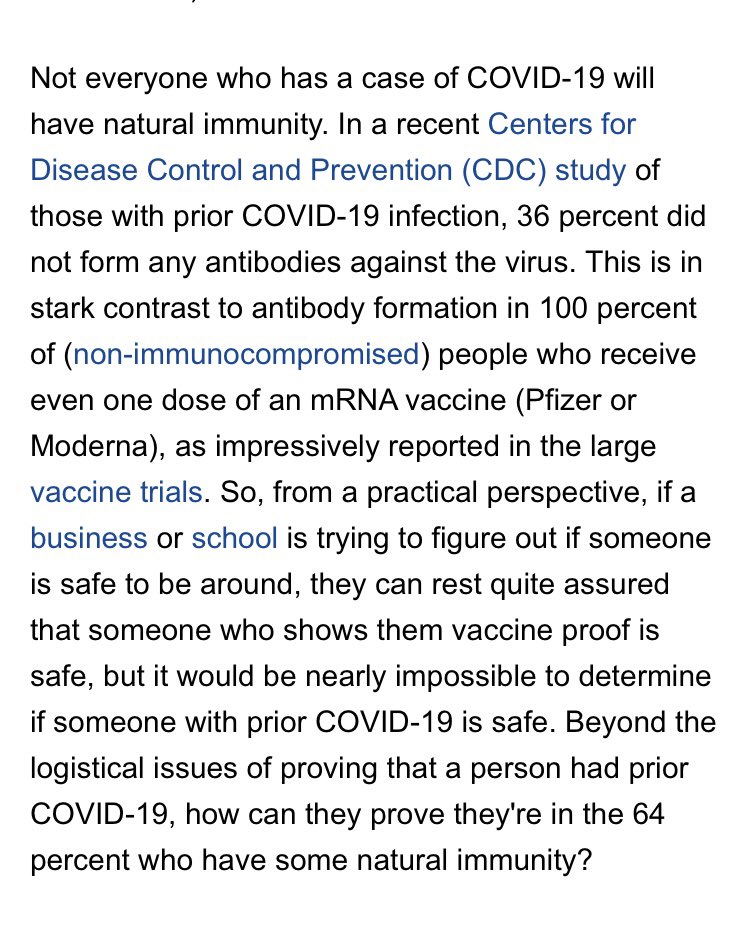 Not everyone who has a case of COVID-19 will
have natural immunity. In a recent Centers for
Disease Control and Prevention (CDC) study of
those with prior COVID-19 infection, 36 percent did
not form any antibodies against the virus. This is in
stark contrast to antibody formation in 100 percent
of (non-immunocompromised) people who receive
even one dose of an mRNA vaccine (Pfizer or
Moderna), as impressively reported in the large
vaccine trials. So, from a practical perspective, if a
business or school is trying to figure out if someone
is safe to be around, they can rest quite assured
that someone who shows them vaccine proof is
safe, but it would be nearly impossible to determine
if someone with prior COVID-19 is safe. Beyond the
logistical issues of proving that a person had prior
COVID-19, how can they prove they're in the 64
percent who have some natural immunity?